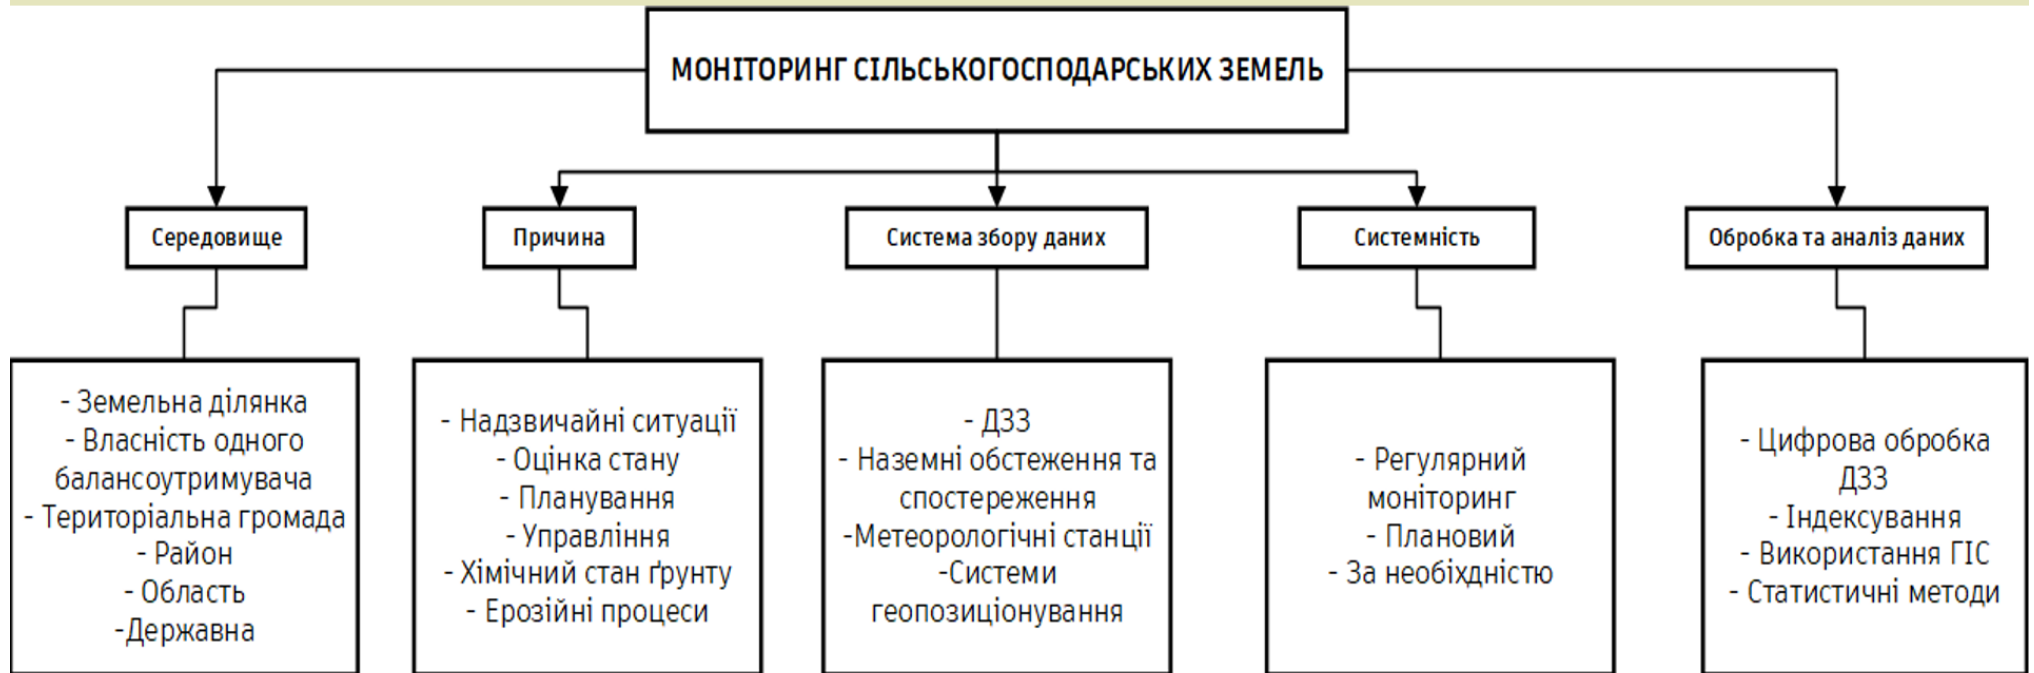 МОНІТОРИНГ СІЛЬСЬКОГОСПОДАРСЬКИХ ЗЕМЕЛЬ
Середовище
Причина
Система збору даних
Системність
Обробка та аналіз даних
- Земельна ділянка
- Власність одного
балансоутримувача
- Територіальна громада
- Район
- Область
-Державна
- Надзвичайні ситуації
- Оцінка стану
- Планування
- Управління
- Хімічний стан ґрунту
- Ерозійні процеси
- ДЗЗ
- Наземні обстеження та
спостереження
-Метеорологічні станції
-Системи
геопозиціонування
- Регулярний
моніторинг
- Плановий
- За необіхдністю
- Цифрова обробка
ДЗЗ
- Індексування
- Використання ГІС
- Статистичні методи